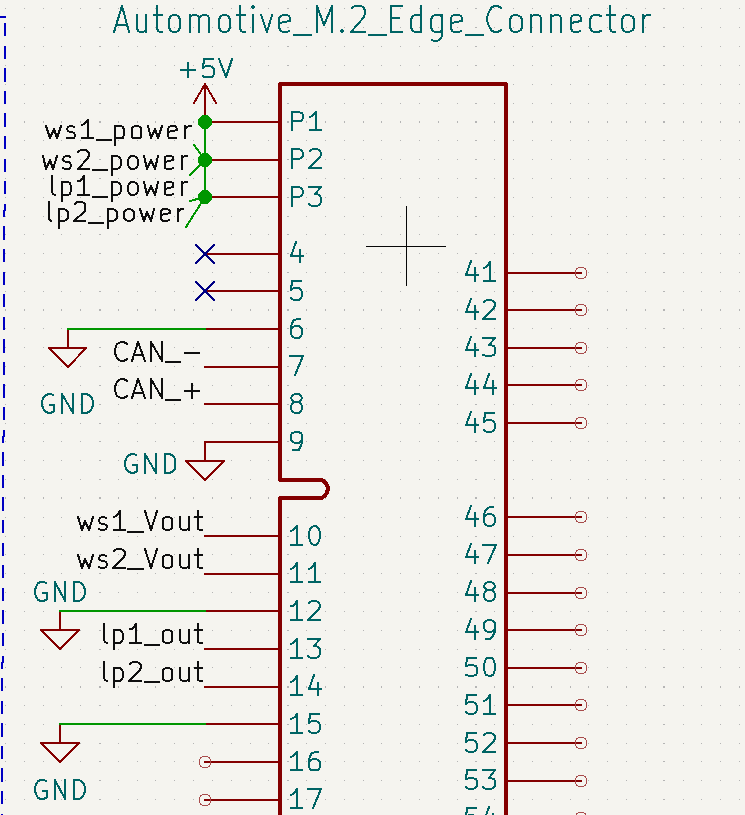 Automotive_M.2_Edge_Connector
+5V
ws1_power P1
ws2_power P2
lp1_power
lp2_power P3
4
5
6
CAN_- 7
GND CAN_+ 8
GND 9
ws1_Vout 10
ws2_Vout 11
GND 12
lp1_out 13
lp2_out 14
15
16
GND 17
41
42
43
44
45
46
47
48
49
50
51
52
53
54